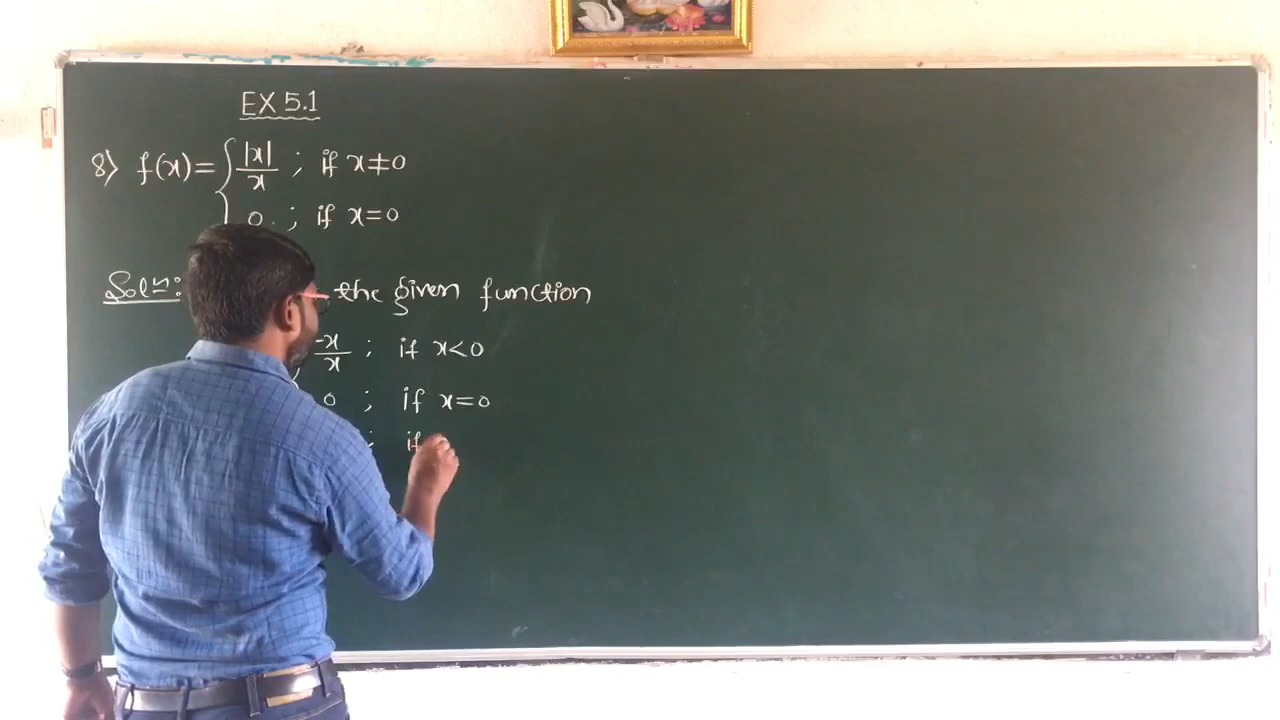 EX 5.1
8) f(x) = { |x|/x ; if x≠0
0 ; if x=0
Soln: the given function
-x/x ; if x<0
0 ; if x=0
; if